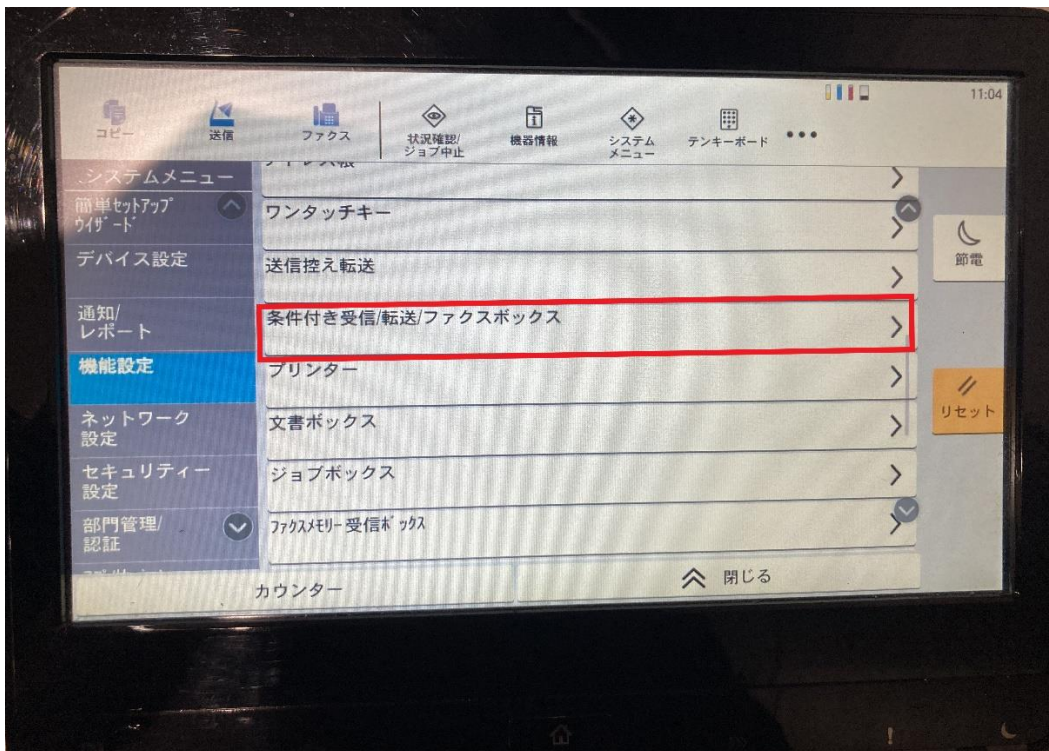 11:04
コピー
送信
ファクス
状況確認/
ジョブ中止
機器情報
システム
メニュー
テンキーボード
システムメニュー
簡単セットアップ
ウィザード
デバイス設定
通知/
レポート
機能設定
ネットワーク
設定
セキュリティー
設定
部門管理/
認証
ワンタッチキー
送信控え転送
条件付き受信/転送/ファクスボックス
プリンター
文書ボックス
ジョブボックス
ファクスメモリー受信ボックス
節電
リセット
カウンター
閉じる